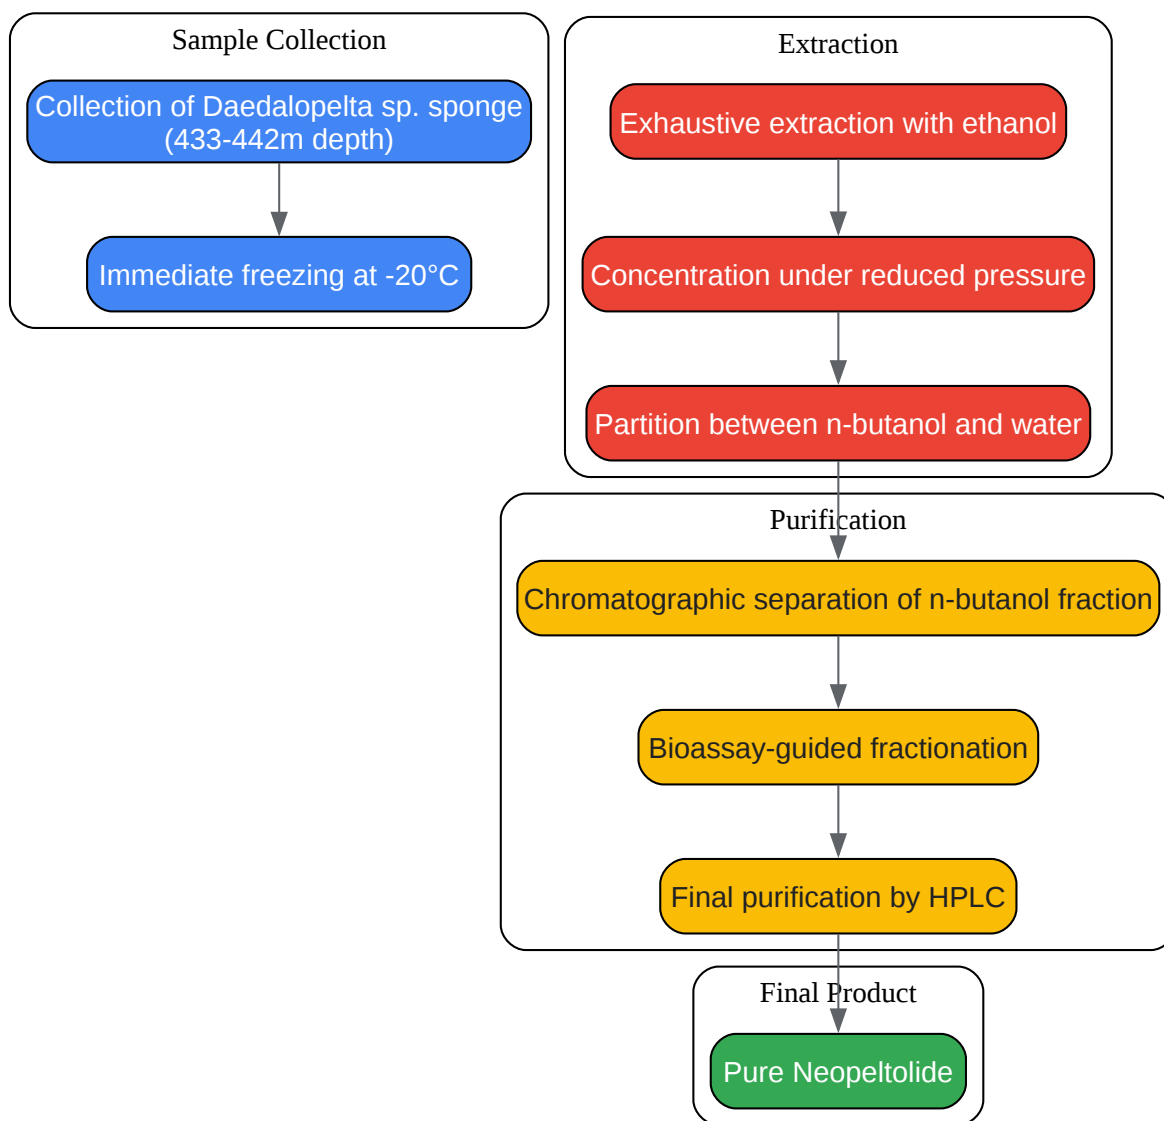 Sample Collection
Collection of Daedalopelta sp. sponge
(433-442m depth)
Immediate freezing at -20°C
Extraction
Exhaustive extraction with ethanol
Concentration under reduced pressure
Partition between n-butanol and water
Purification
Chromatographic separation of n-butanol fraction
Bioassay-guided fractionation
Final purification by HPLC
Final Product
Pure Neopeltolide